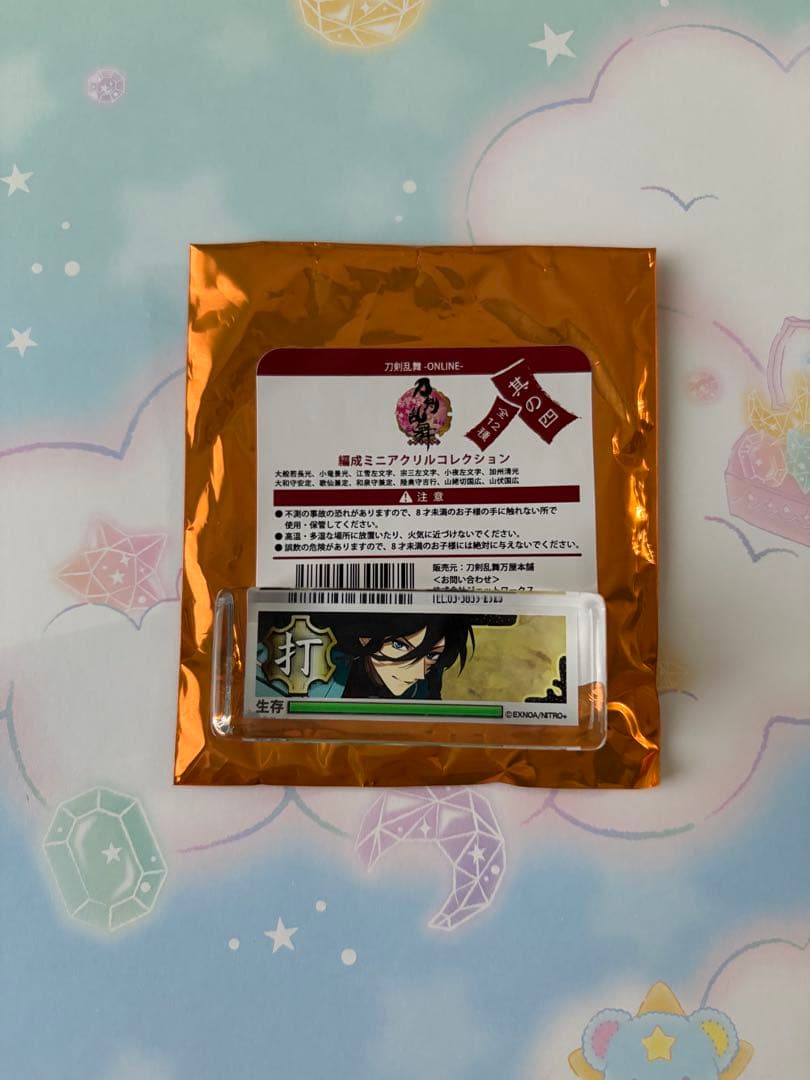 刀剣乱舞 -ONLINE-
刀剣乱舞
其の四
全12種
編成ミニアクリルコレクション
大般若長光、小竜景光、江雪左文字、宗三左文字、小夜左文字、加州清光
大和守安定、歌仙兼定、和泉守兼定、陸奥守吉行、山姥切国広、山伏国広
注意
●不測の事故の恐れがありますので、8才未満のお子様の手に触れない所で
使用・保管してください。
●高温・多湿な場所に放置いたり、火気に近づけないでください。
●誤飲の危険がありますので、8才未満のお子様には絶対に与えないでください。
販売元：刀剣乱舞万屋本舗
＜お問い合わせ＞
打
生存
©EXNOA/NITRO+